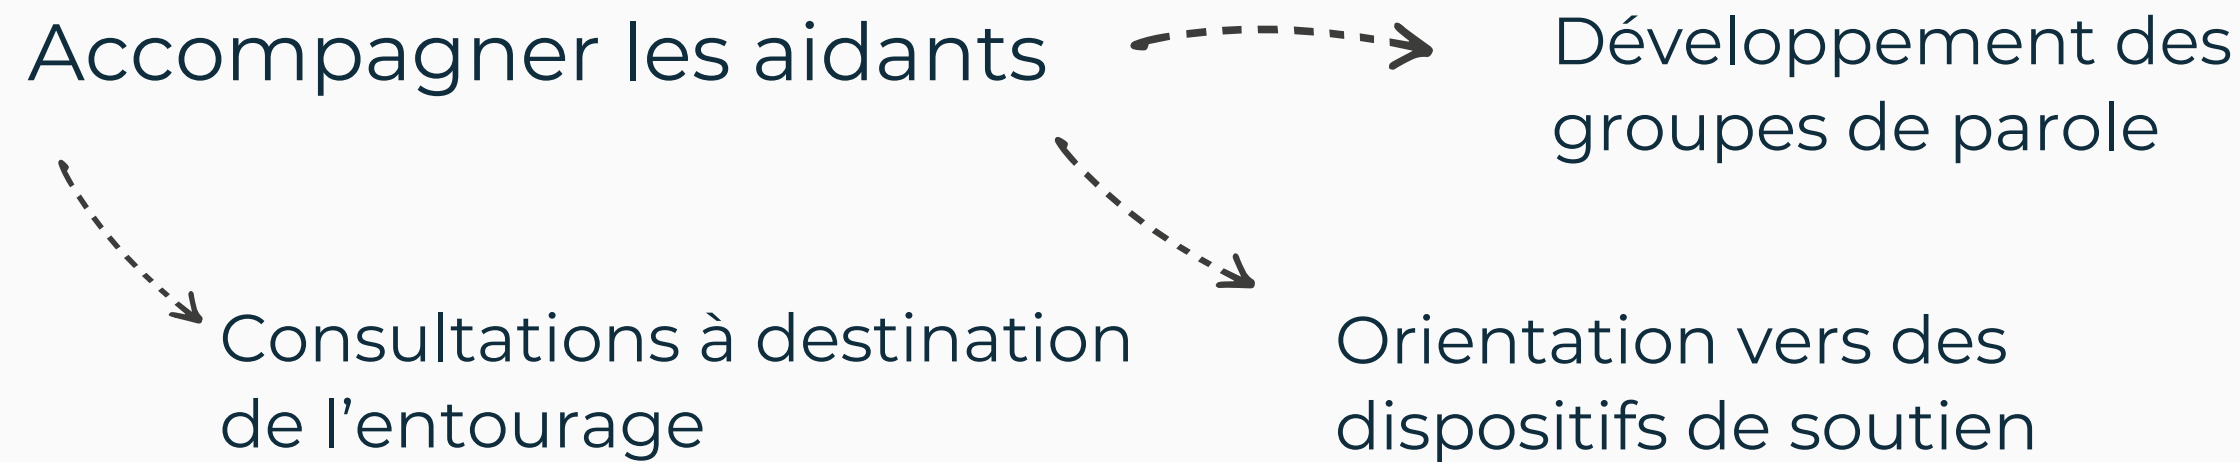 Accompagner les aidants
Développement des
groupes de parole
Consultations à destination
de l’entourage
Orientation vers des
dispositifs de soutien